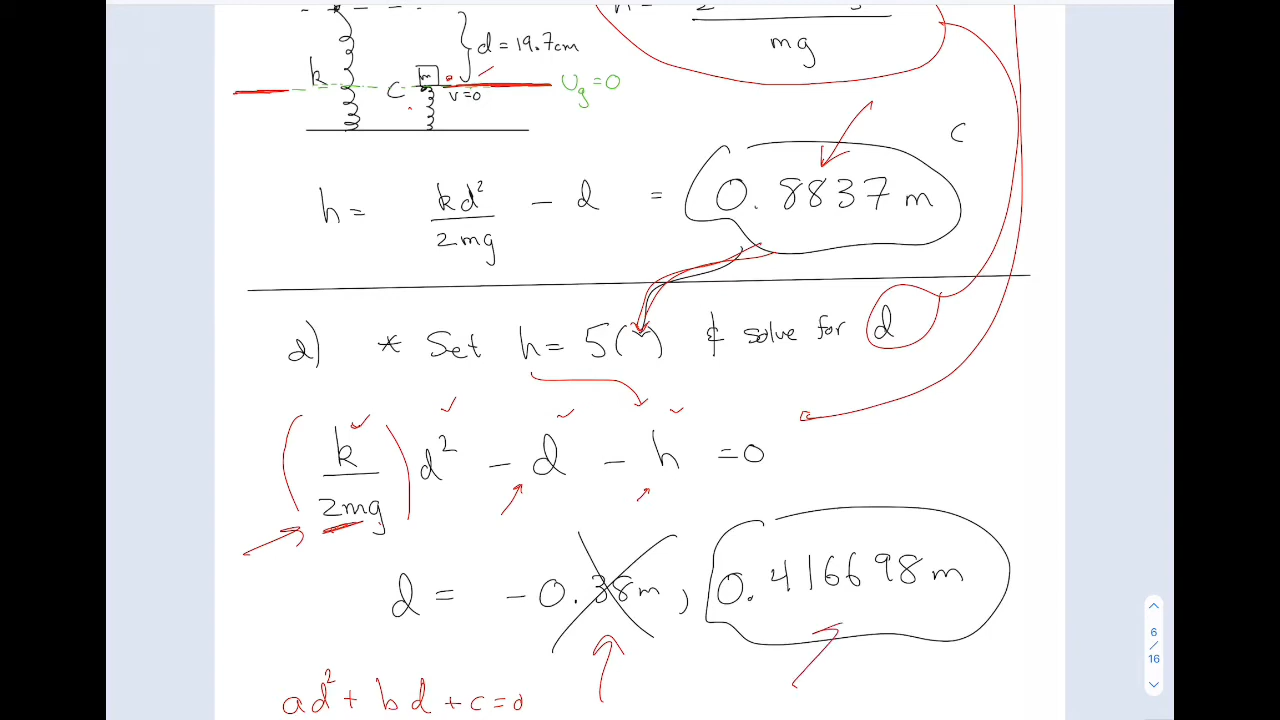 d = 19.7cm
mg
k
m
C
v=0
Ug=0
C
h = kd²/2mg - d = 0.8837 m
d) * Set h = 5( ) & solve for d
(k/2mg) d² - d - h = 0
d = -0.38m, 0.416698m
ad² + bd + c = 0
6
/
16